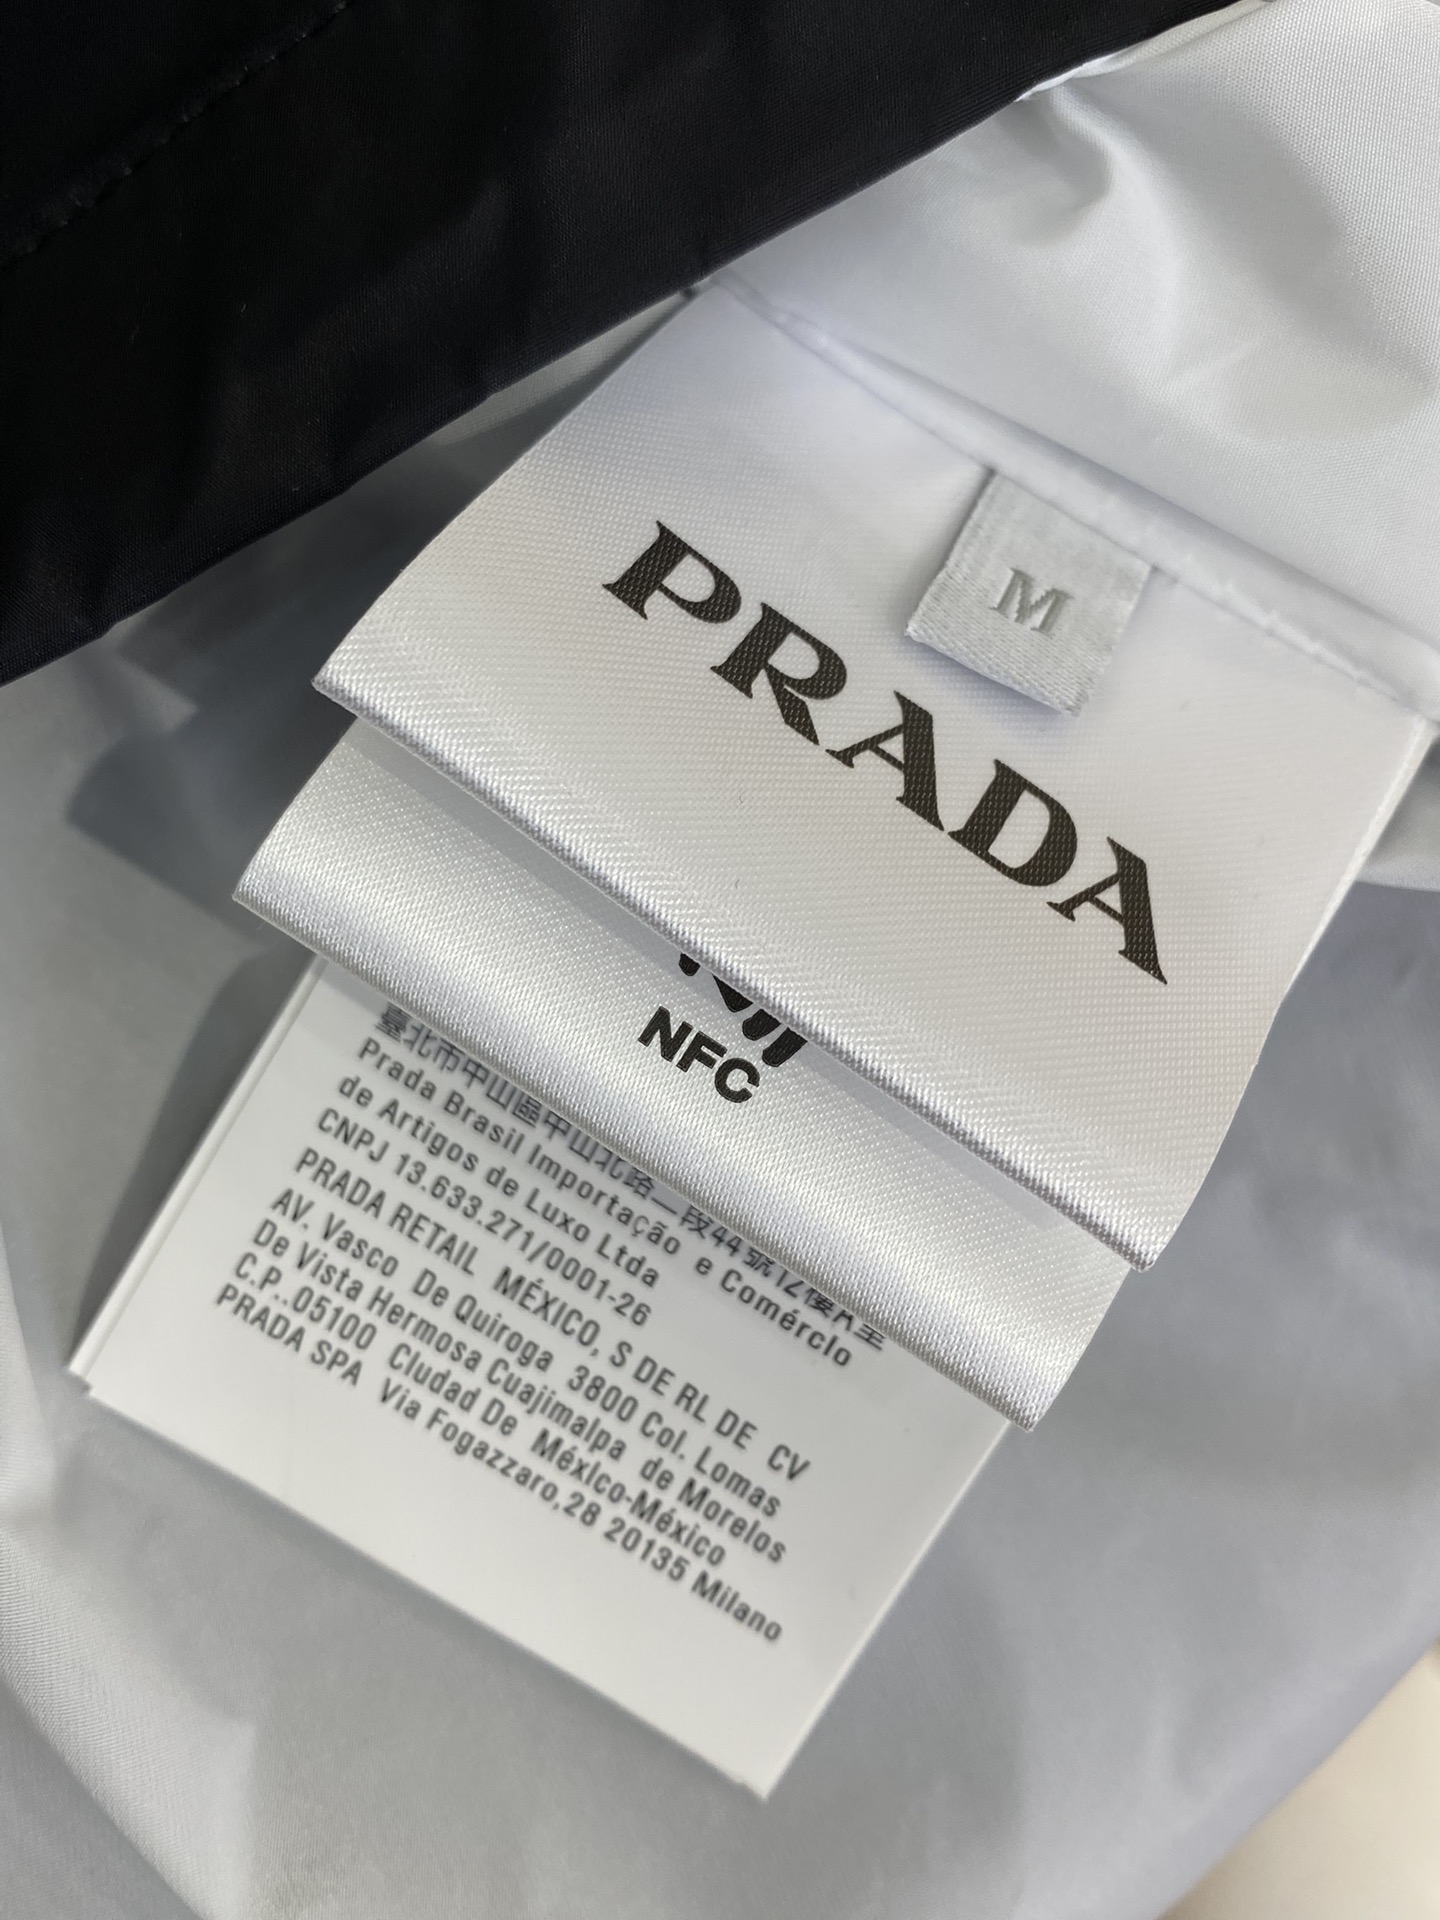 M
PRADA
NFC
臺北市中山區中山北路二段44號12樓A室
Prada Brasil Importação e Comércio
de Artigos de Luxo Ltda
CNPJ 13.633.271/0001-26
PRADA RETAIL MÉXICO, S DE RL DE CV
AV. Vasco De Quiroga 3800 Col. Lomas
De Vista Hermosa Cuajimalpa de Morelos
C.P..05100 Cludad De México-México
PRADA SPA Via Fogazzaro,28 20135 Milano